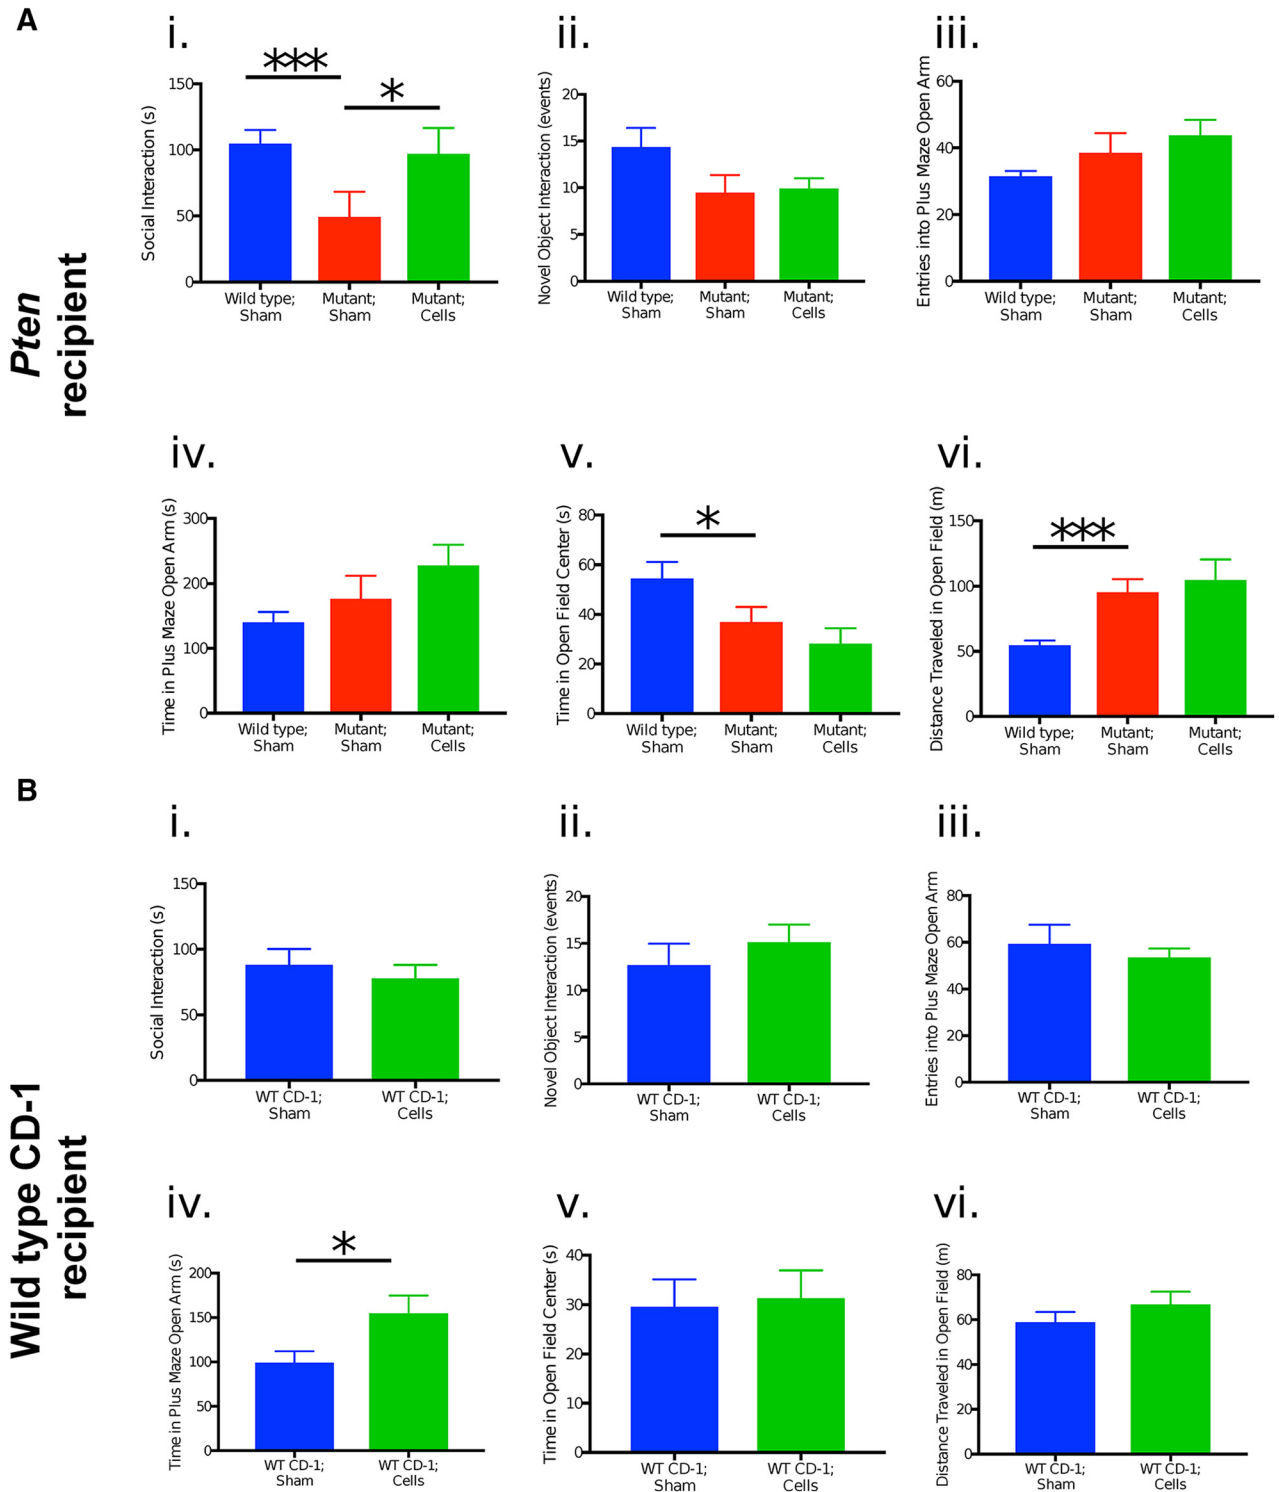 A
Pten
recipient
i.
***
*
Social Interaction (s)
150
100
50
0
Wild type;
Sham
Mutant;
Sham
Mutant;
Cells
ii.
Novel Object Interaction (events)
20
15
10
5
0
Wild type;
Sham
Mutant;
Sham
Mutant;
Cells
iii.
Entries into Plus Maze Open Arm
60
40
20
0
Wild type;
Sham
Mutant;
Sham
Mutant;
Cells
iv.
Time in Plus Maze Open Arm (s)
300
200
100
0
Wild type;
Sham
Mutant;
Sham
Mutant;
Cells
v.
*
Time in Open Field Center (s)
80
60
40
20
0
Wild type;
Sham
Mutant;
Sham
Mutant;
Cells
vi.
***
Distance Traveled in Open Field (m)
150
100
50
0
Wild type;
Sham
Mutant;
Sham
Mutant;
Cells
B
Wild type CD-1
recipient
i.
Social Interaction (s)
150
100
50
0
WT CD-1;
Sham
WT CD-1;
Cells
ii.
Novel Object Interaction (events)
20
15
10
5
0
WT CD-1;
Sham
WT CD-1;
Cells
iii.
Entries into Plus Maze Open Arm
80
60
40
20
0
WT CD-1;
Sham
WT CD-1;
Cells
iv.
*
Time in Plus Maze Open Arm (s)
200
150
100
50
0
WT CD-1;
Sham
WT CD-1;
Cells
v.
Time in Open Field Center (s)
40
30
20
10
0
WT CD-1;
Sham
WT CD-1;
Cells
vi.
Distance Traveled in Open Field (m)
80
60
40
20
0
WT CD-1;
Sham
WT CD-1;
Cells